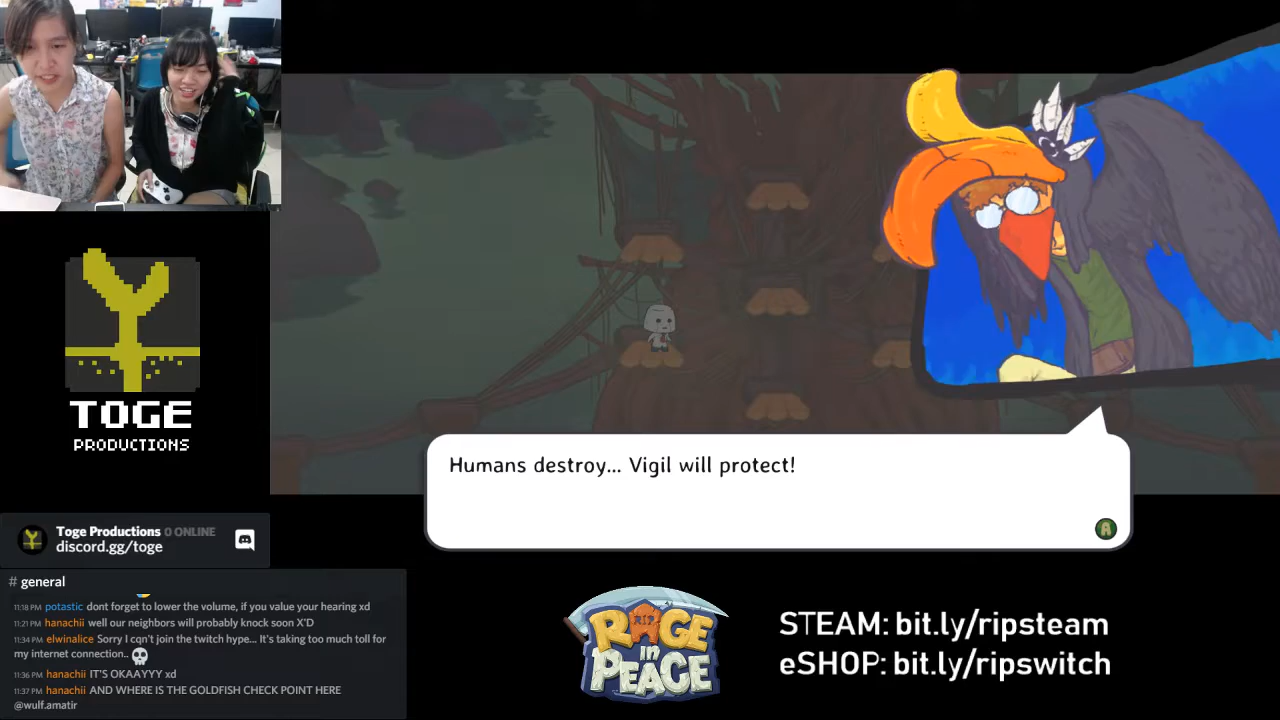 Humans destroy... Vigil will protect!
A
TOGE
PRODUCTIONS
Toge Productions 0 ONLINE
discord.gg/toge
# general
11:18 PM potastic dont forget to lower the volume, if you value your hearing xd
11:21 PM hanachii well our neighbors will probably knock soon X'D
11:34 PM elwinalice Sorry I cqn't join the twitch hype... It's taking too much toll for
my internet connection..
11:36 PM hanachii IT'S OKAAYYY xd
11:37 PM hanachii AND WHERE IS THE GOLDFISH CHECK POINT HERE
@wulf.amatir
RIP
RAGE
in
PEACE
STEAM: bit.ly/ripsteam
eSHOP: bit.ly/ripswitch